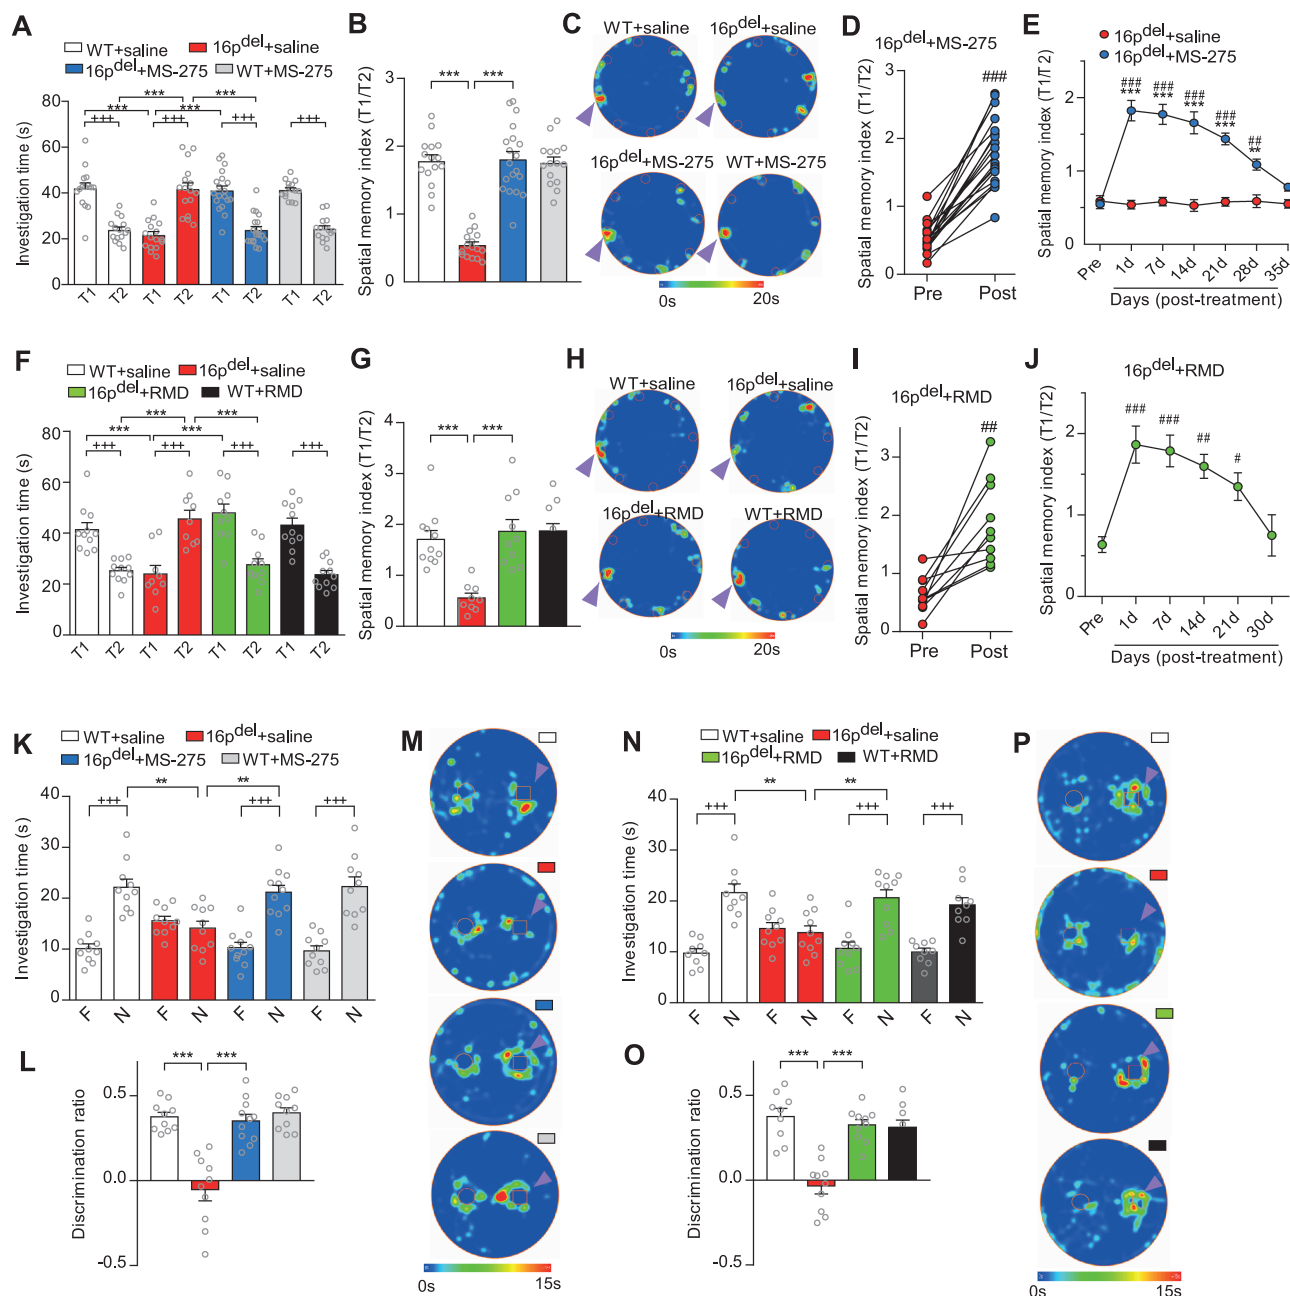 A
WT+saline
16pdel+saline
16pdel+MS-275
WT+MS-275
*** ***
*** ***
+++ +++ +++ +++
Investigation time (s)
80
60
40
20
0
T1 T2 T1 T2 T1 T2 T1 T2
B
*** ***
Spatial memory index (T1/T2)
3
2
1
0
C
WT+saline
16pdel+saline
16pdel+MS-275
WT+MS-275
0s 20s
D
16pdel+MS-275
###
Spatial memory index (T1/T2)
3
2
1
0
Pre Post
E
16pdel+saline
16pdel+MS-275
Spatial memory index (T1/T2)
###
***
###
***
###
***
###
***
##
**
2
1
0
Pre 1d 7d 14d 21d 28d 35d
Days (post-treatment)
F
WT+saline
16pdel+saline
16pdel+RMD
WT+RMD
*** ***
*** ***
+++ +++ +++ +++
Investigation time (s)
80
60
40
20
0
T1 T2 T1 T2 T1 T2 T1 T2
G
*** ***
Spatial memory index (T1/T2)
4
3
2
1
0
H
WT+saline
16pdel+saline
16pdel+RMD
WT+RMD
0s 20s
I
16pdel+RMD
##
Spatial memory index (T1/T2)
3
2
1
0
Pre Post
J
16pdel+RMD
### ### ## #
Spatial memory index (T1/T2)
2
1
0
Pre 1d 7d 14d 21d 30d
Days (post-treatment)
K
WT+saline
16pdel+saline
16pdel+MS-275
WT+MS-275
** **
+++ +++ +++
Investigation time (s)
40
30
20
10
0
F N F N F N F N
L
*** ***
Discrimination ratio
0.5
0.0
−0.5
M
0s 15s
N
WT+saline
16pdel+saline
16pdel+RMD
WT+RMD
** **
+++ +++ +++
Investigation time (s)
40
30
20
10
0
F N F N F N F N
O
*** ***
Discrimination ratio
0.5
0.0
-0.5
P
0s 15s